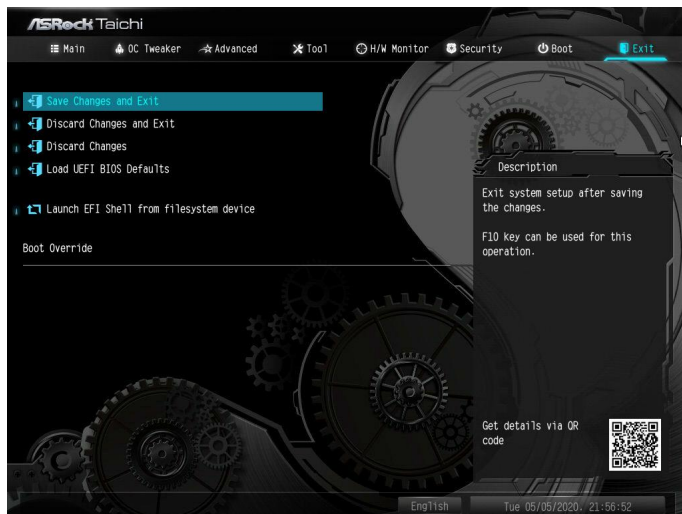 ASRock Taichi
Main OC Tweaker Advanced Tool H/W Monitor Security Boot Exit
Save Changes and Exit
Discard Changes and Exit
Discard Changes
Load UEFI BIOS Defaults
Launch EFI Shell from filesystem device
Boot Override
Description
Exit system setup after saving
the changes.
F10 key can be used for this
operation.
Get details via QR
code
English Tue 05/05/2020, 21:56:52